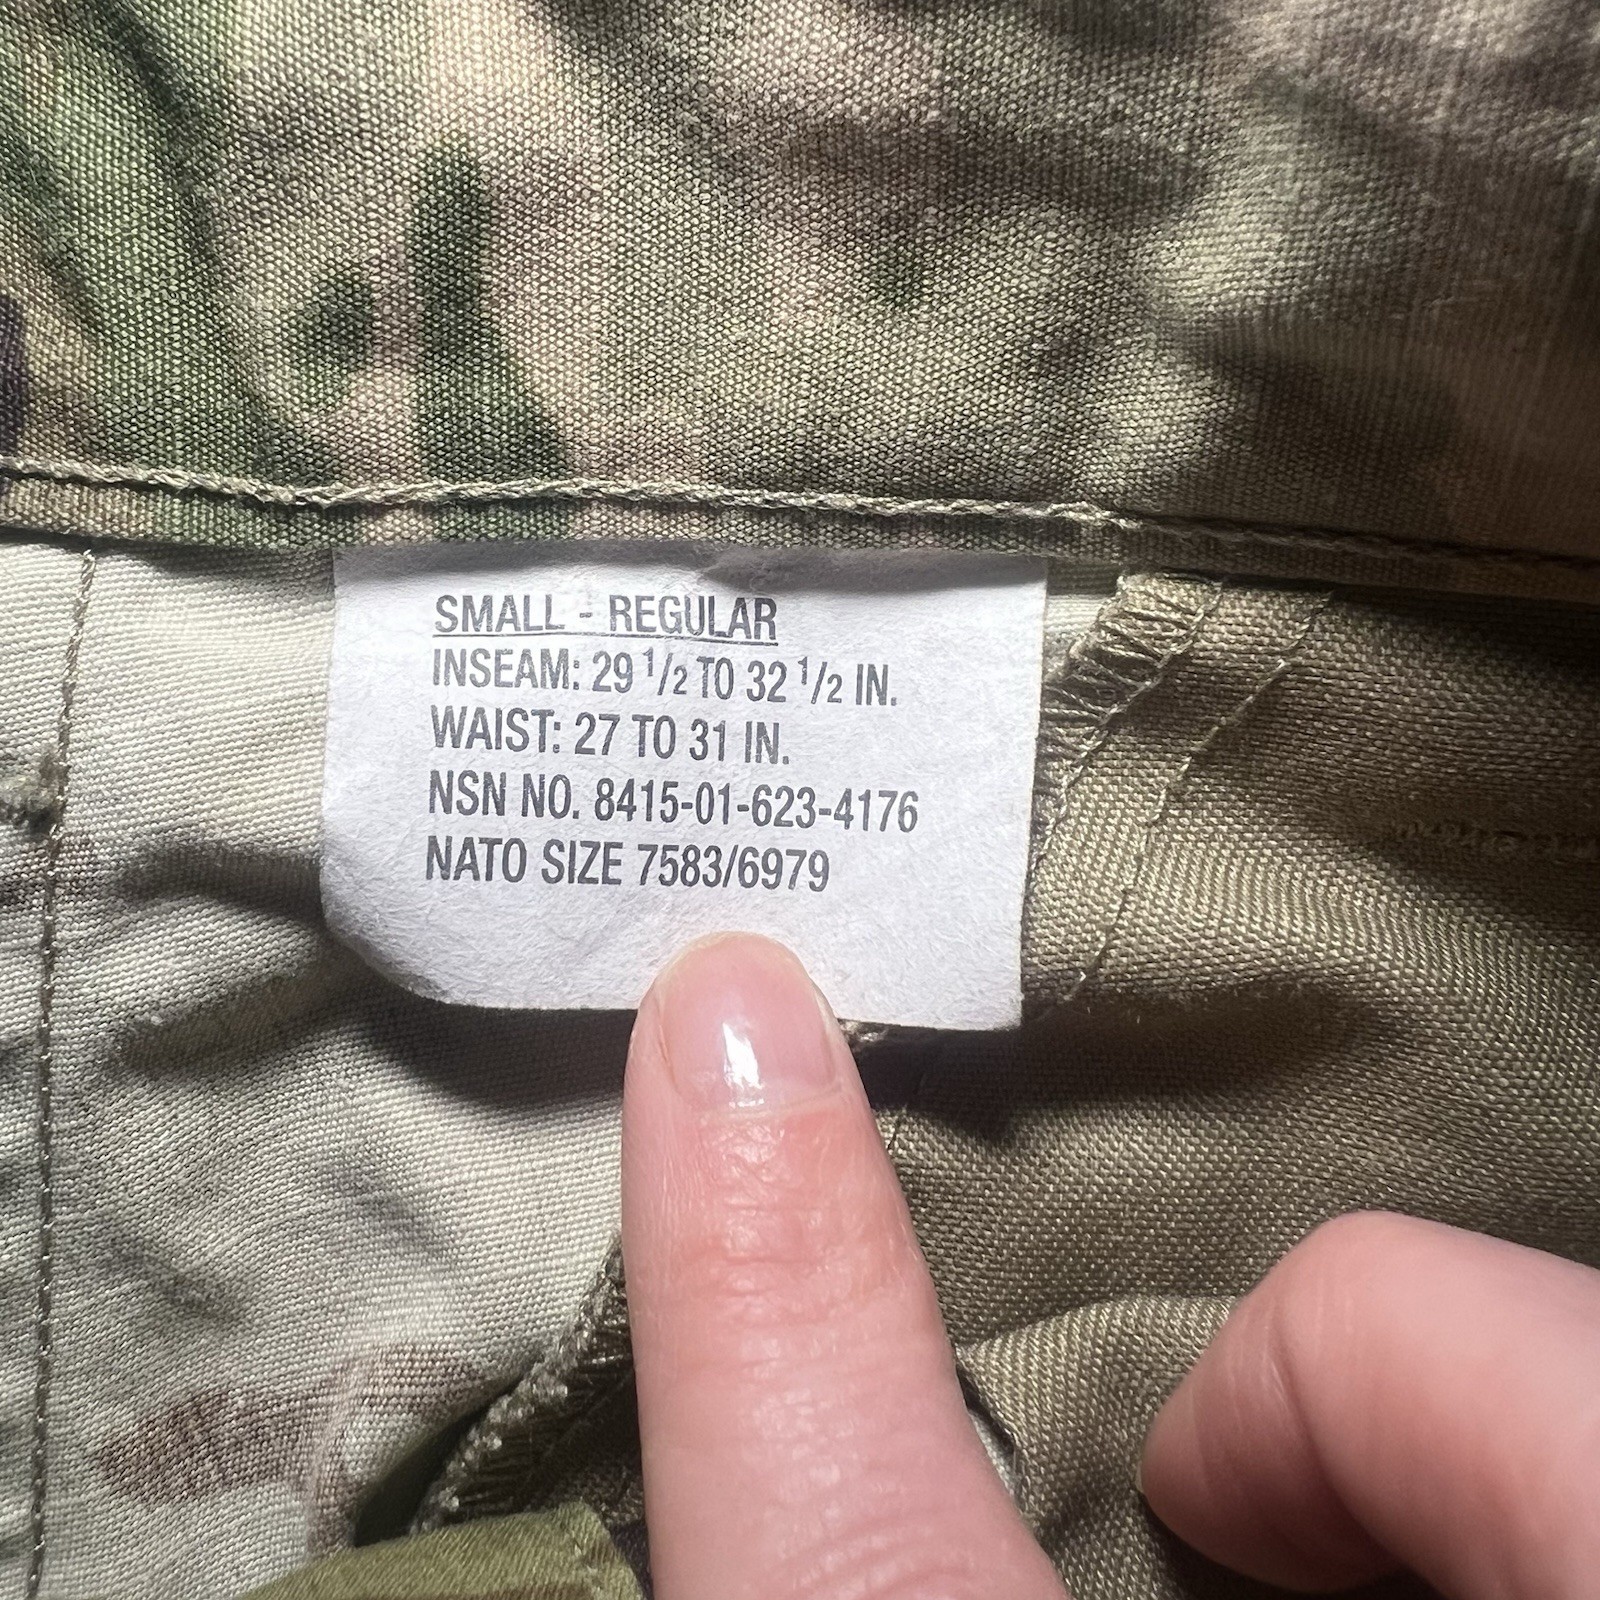 SMALL - REGULAR
INSEAM: 29 1/2 TO 32 1/2 IN.
WAIST: 27 TO 31 IN.
NSN NO. 8415-01-623-4176
NATO SIZE 7583/6979